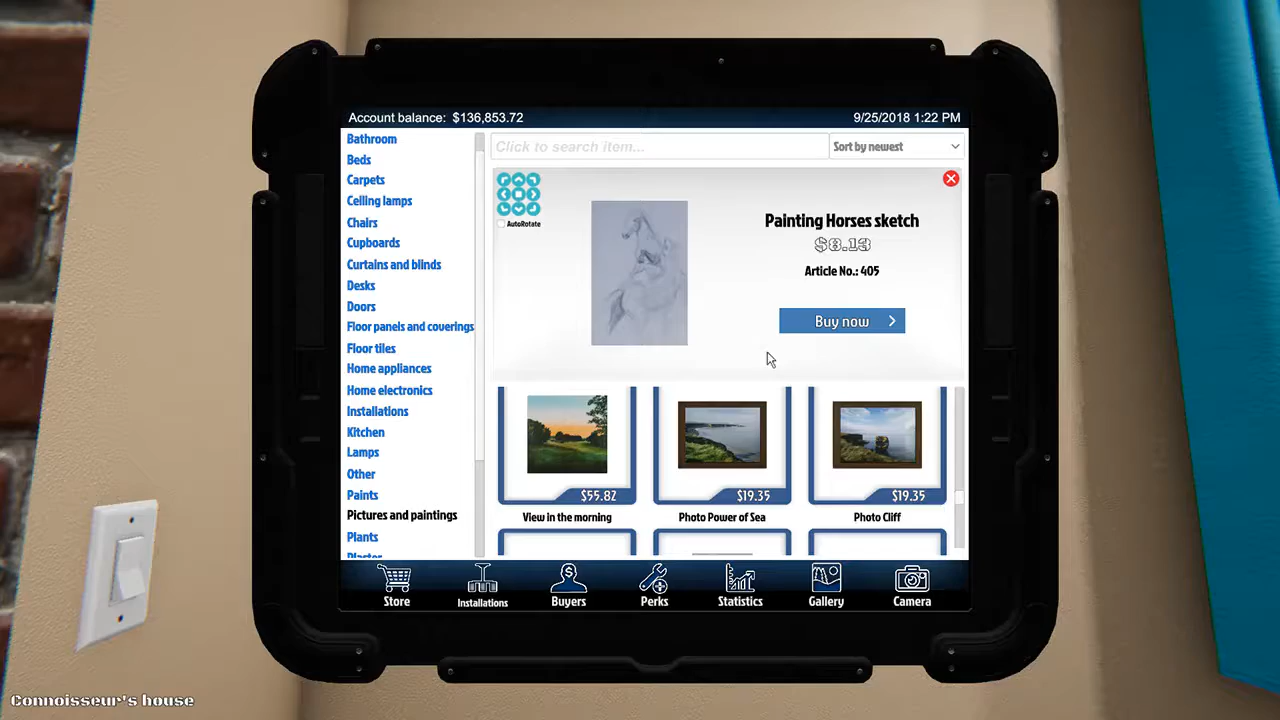 Account balance: $136,853.72
9/25/2018 1:22 PM
Bathroom
Beds
Carpets
Ceiling lamps
Chairs
Cupboards
Curtains and blinds
Desks
Doors
Floor panels and coverings
Floor tiles
Home appliances
Home electronics
Installations
Kitchen
Lamps
Other
Paints
Pictures and paintings
Plants
Plaster
Click to search item...
Sort by newest
AutoRotate
Painting Horses sketch
$8.13
Article No.: 405
Buy now
$55.82
$19.35
$19.35
View in the morning
Photo Power of Sea
Photo Cliff
Store
Installations
Buyers
Perks
Statistics
Gallery
Camera
Connoisseur's house